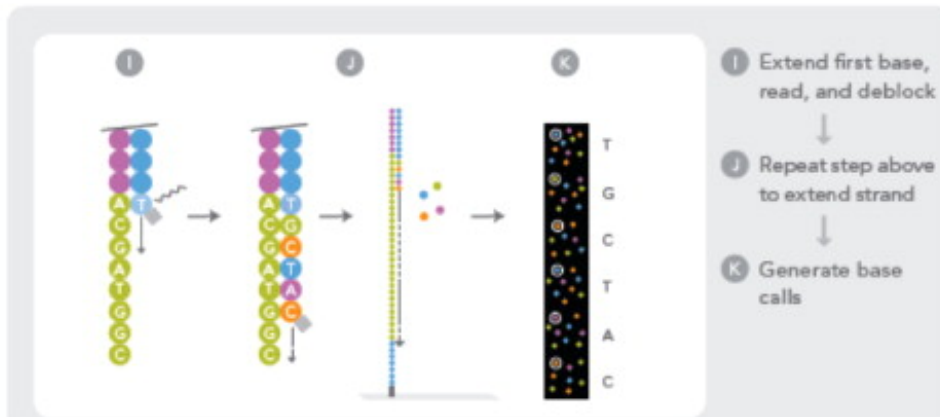 I
J
K
T
A
C
G
A
T
G
G
C
T
G
C
T
A
C
A
C
G
A
T
G
G
C
T
G
C
T
A
C
I Extend first base,
read, and deblock
J Repeat step above
to extend strand
K Generate base
calls